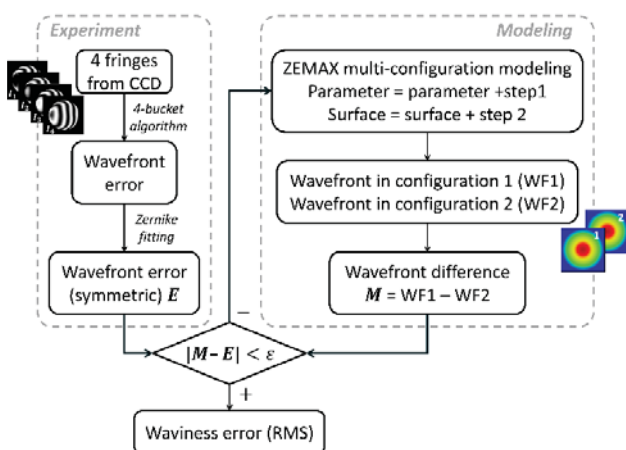 Experiment
4 fringes
from CCD
4-bucket
algorithm
Wavefront
error
Zernike
fitting
Wavefront error
(symmetric) E
Modeling
ZEMAX multi-configuration modeling
Parameter = parameter +step1
Surface = surface + step 2
Wavefront in configuration 1 (WF1)
Wavefront in configuration 2 (WF2)
2
1
Wavefront difference
M = WF1 – WF2
−
|M – E| < ε
+
Waviness error (RMS)